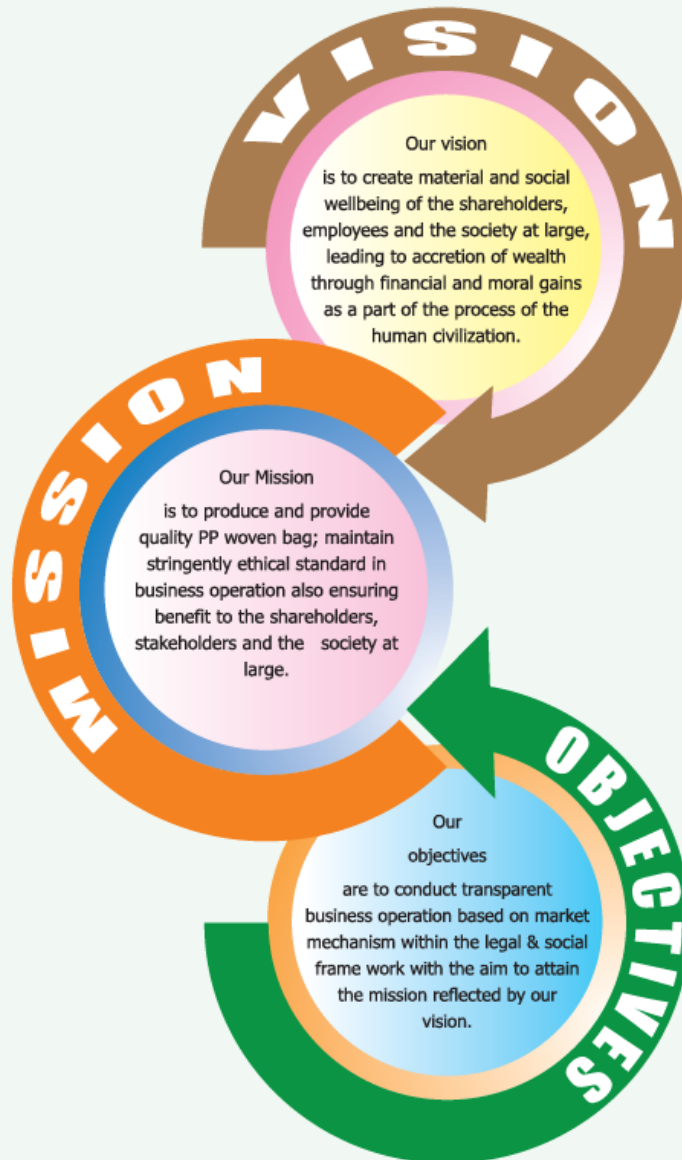 VISION
Our vision
is to create material and social
wellbeing of the shareholders,
employees and the society at large,
leading to accretion of wealth
through financial and moral gains
as a part of the process of the
human civilization.
MISSION
Our Mission
is to produce and provide
quality PP woven bag; maintain
stringently ethical standard in
business operation also ensuring
benefit to the shareholders,
stakeholders and the society at
large.
OBJECTIVES
Our
objectives
are to conduct transparent
business operation based on market
mechanism within the legal & social
frame work with the aim to attain
the mission reflected by our
vision.